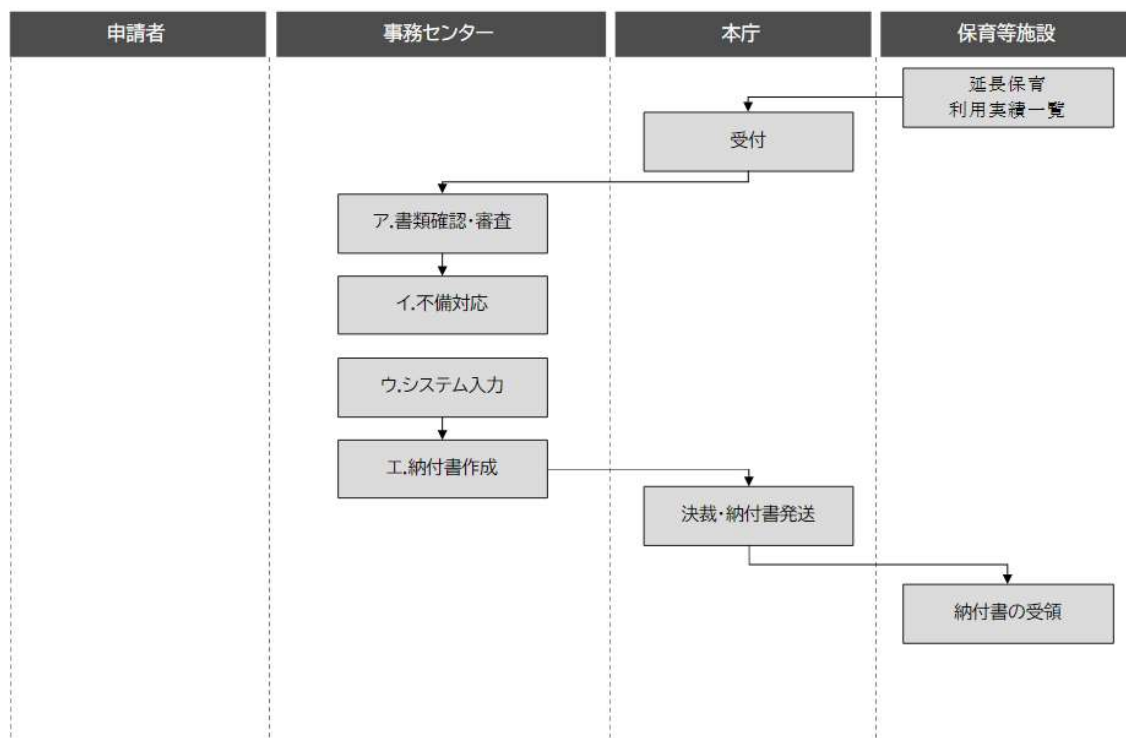 申請者
事務センター
本庁
保育等施設
延長保育
利用実績一覧
受付
ア.書類確認・審査
イ.不備対応
ウ.システム入力
エ.納付書作成
決裁・納付書発送
納付書の受領